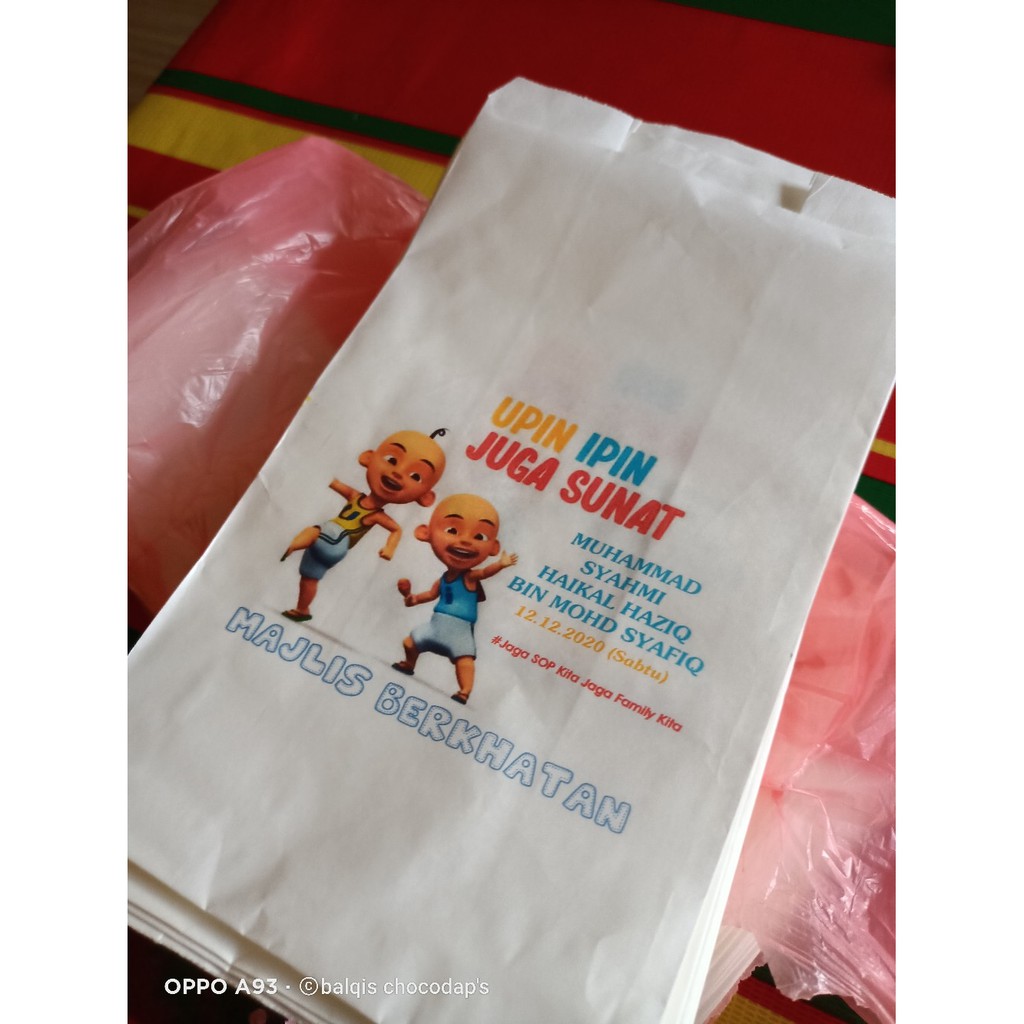 UPIN IPIN
JUGA SUNAT
MUHAMMAD
SYAHMI
HAIKAL HAZIQ
BIN MOHD SYAFIQ
12.12.2020 (Sabtu)
#Jaga SOP Kita Jaga Family Kita
MAJLIS BERKHATAN
OPPO A93 · ©balqis chocodap's